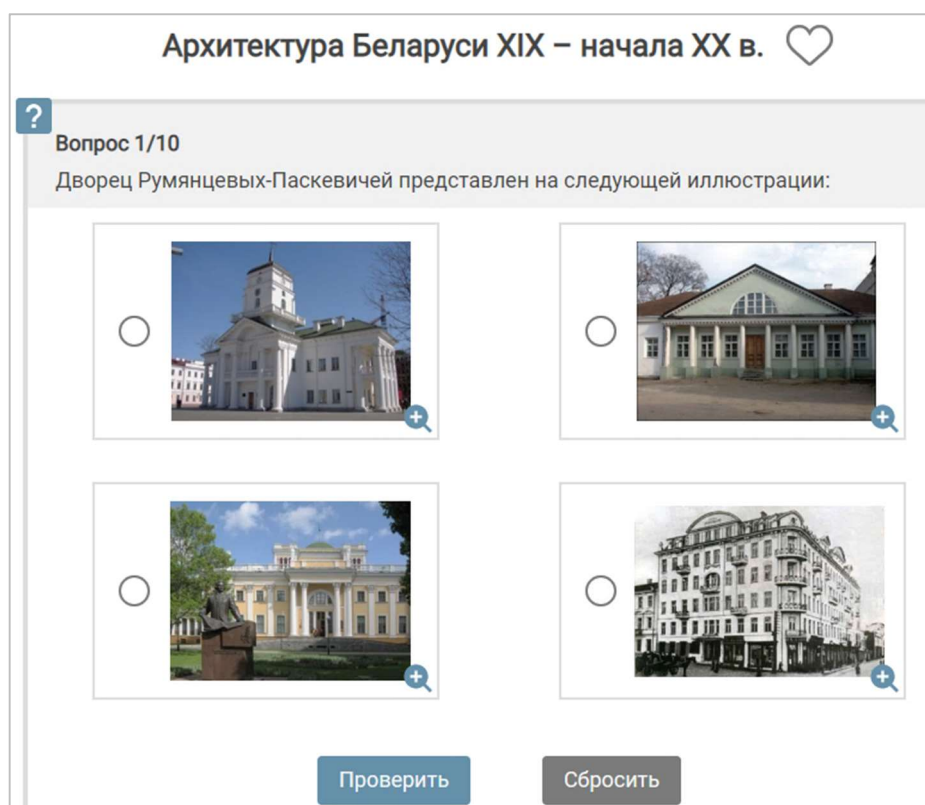 Архитектура Беларуси XIX – начала XX в.
?
Вопрос 1/10
Дворец Румянцевых-Паскевичей представлен на следующей иллюстрации:
Проверить
Сбросить